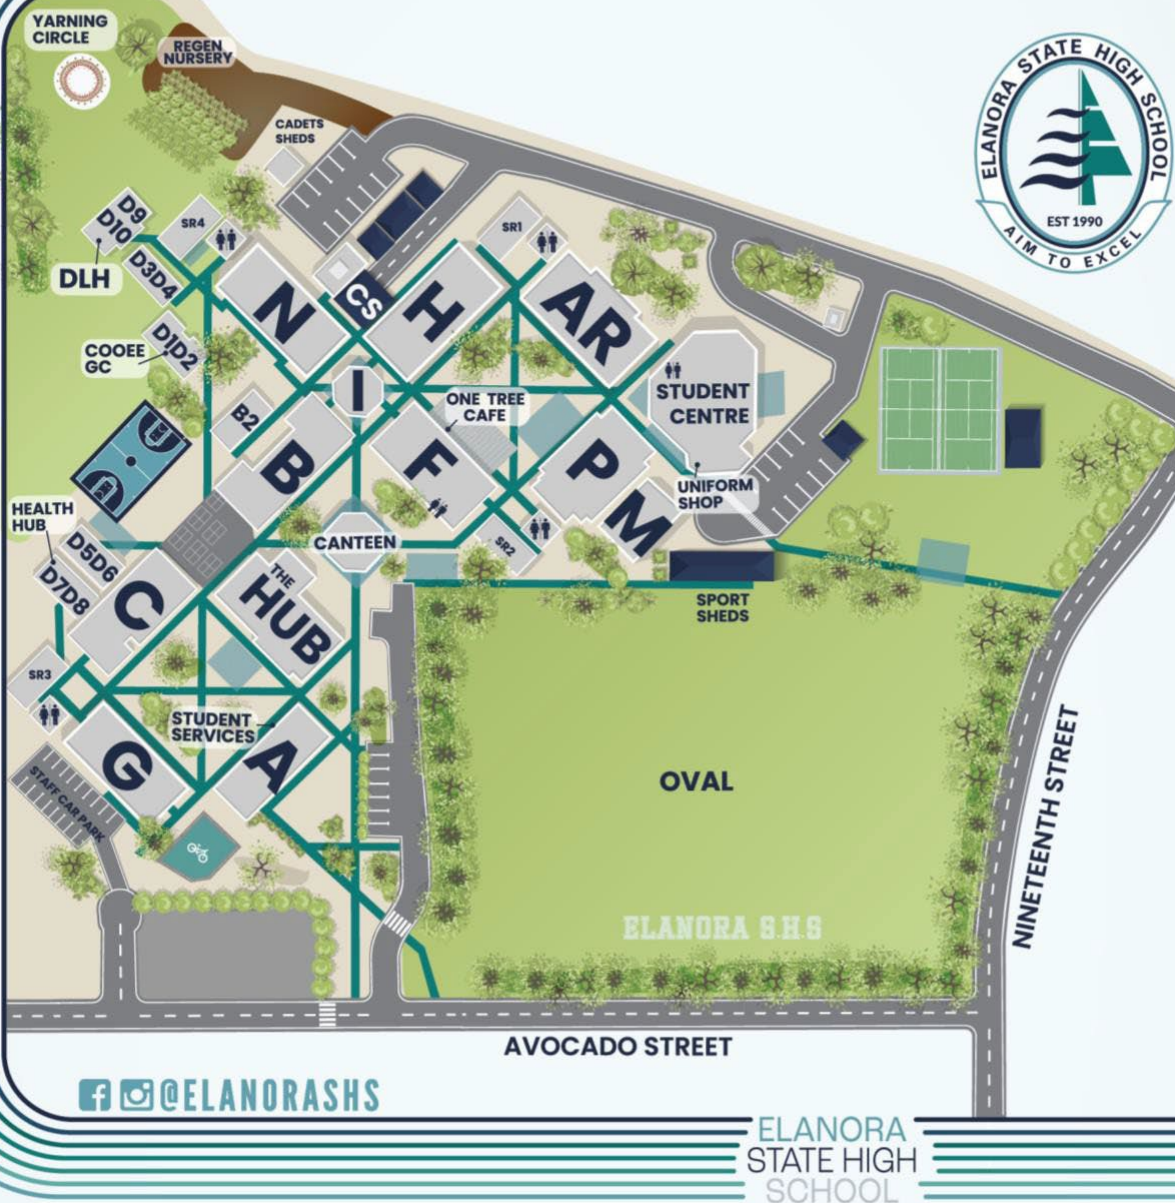 YARNING
CIRCLE
REGEN
NURSERY
CADETS
SHEDS
ELANORA STATE HIGH SCHOOL
EST 1990
AIM TO EXCEL
D9
D10
SR4
SR1
DLH
D3D4
N
CS
H
AR
D1D2
COOEE
GC
I
ONE TREE
CAFE
STUDENT
CENTRE
B2
B
F
P
UNIFORM
SHOP
M
HEALTH
HUB
D5D6
D7D8
CANTEEN
SR2
C
THE
HUB
SPORT
SHEDS
SR3
STUDENT
SERVICES
G
A
STAFF CAR PARK
OVAL
NINETEENTH STREET
ELANORA S.H.S
AVOCADO STREET
@ELANORASHS
ELANORA
STATE HIGH
SCHOOL